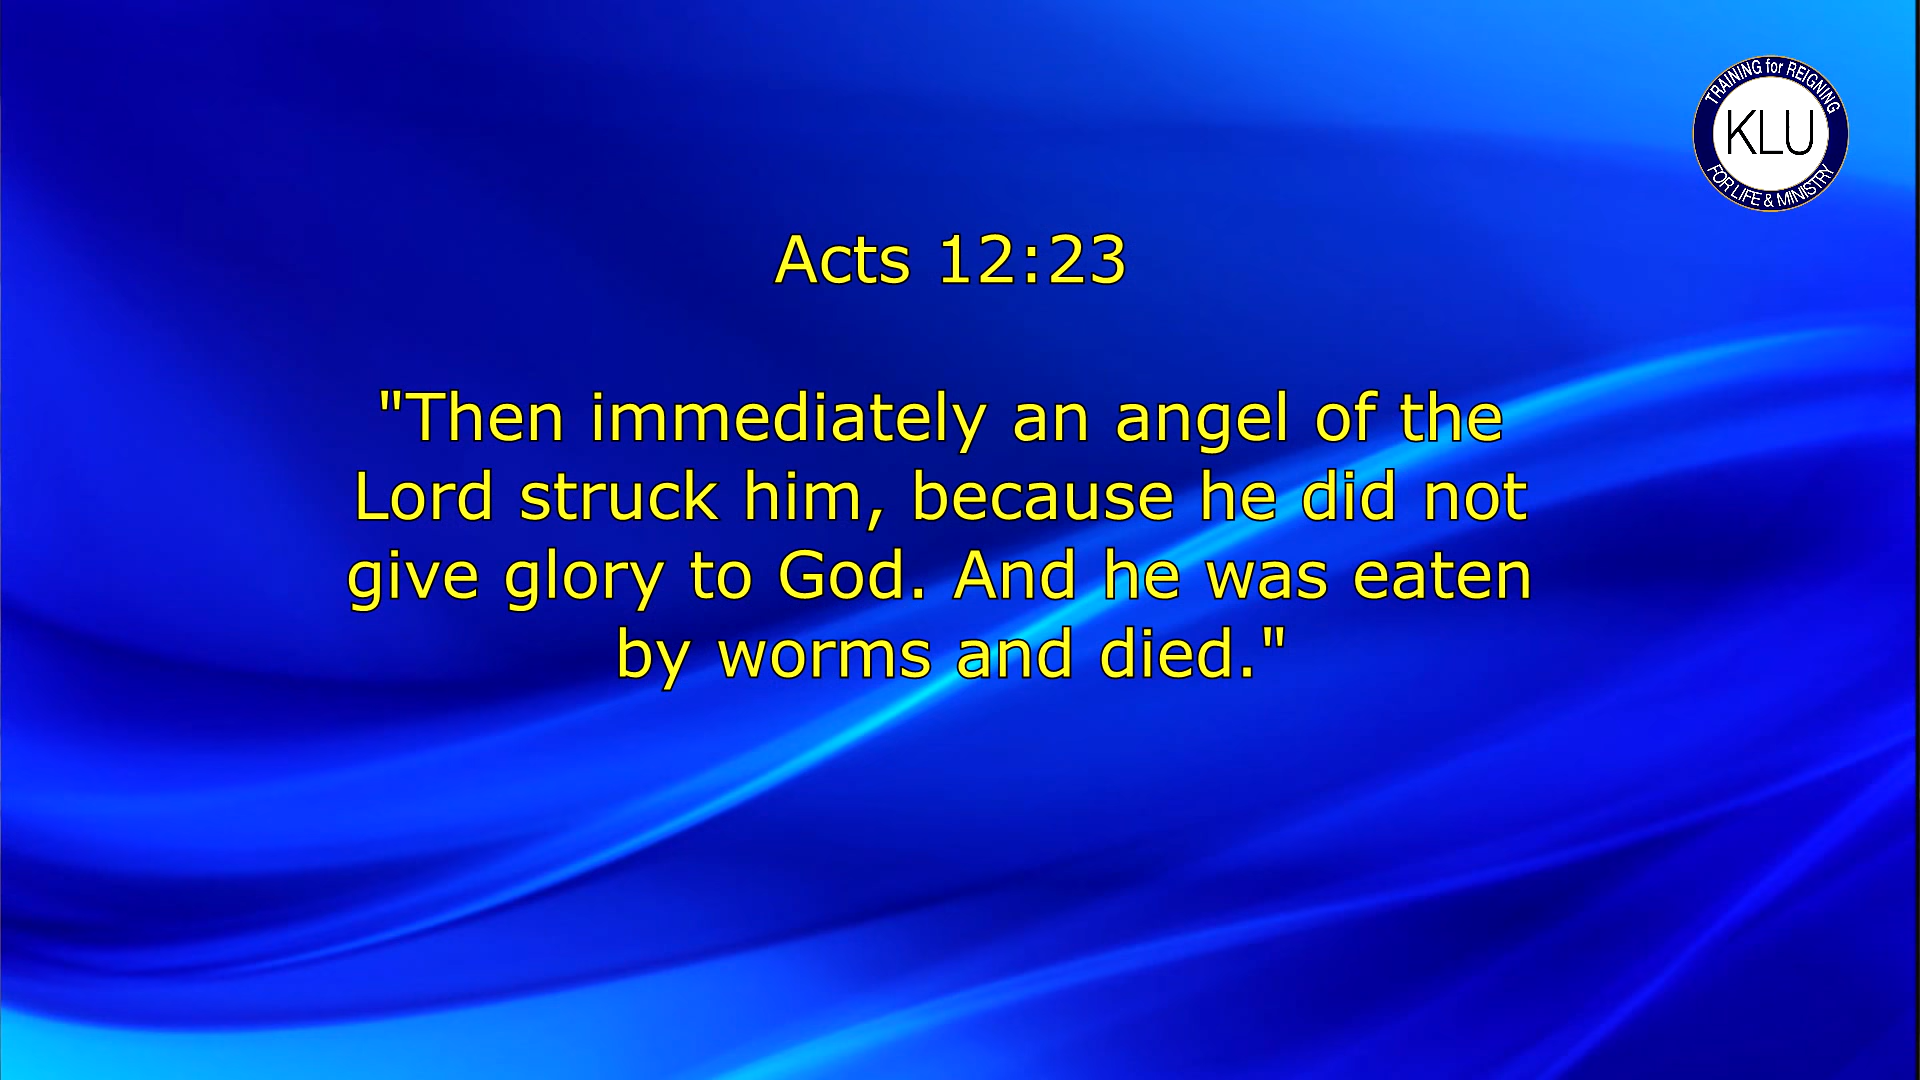 TRAINING for REIGNING
KLU
FOR LIFE & MINISTRY
Acts 12:23
"Then immediately an angel of the
Lord struck him, because he did not
give glory to God. And he was eaten
by worms and died."